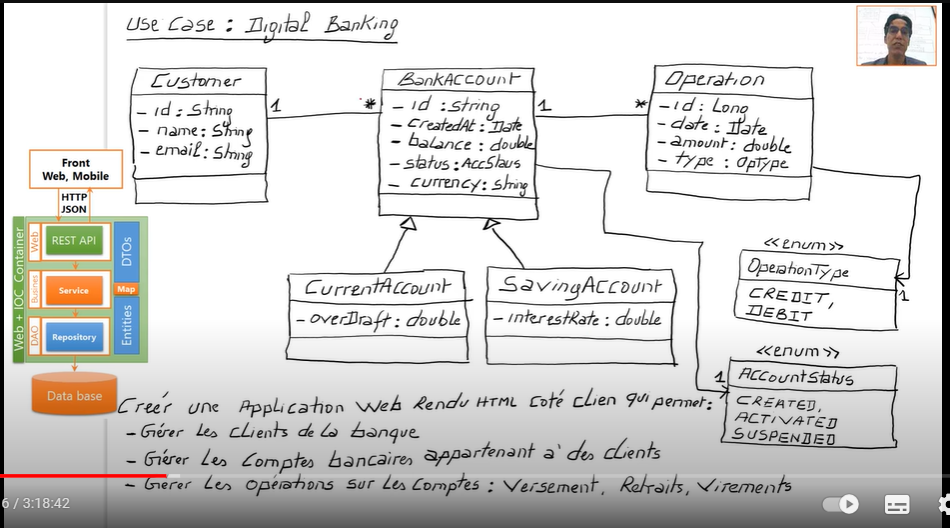 Use Case : Digital Banking
Customer
- id : String
- name : String
- email : String
1
*
BankAccount
- id : String
- createdAt : Date
- balance : double
- status : AccStaus
- currency : String
1
*
Operation
- id : Long
- date : Date
- amount : double
- type : OpType
Front
Web, Mobile
HTTP
JSON
Web + IOC Container
Web
REST API
DTOs
Busines
Service
Map
DAO
Repository
Entities
Data base
CurrentAccount
- overDraft : double
SavingAccount
- interestRate : double
<<enum>>
OperationType
CREDIT,
DEBIT
1
<<enum>>
1
AccountStatus
CREATED,
ACTIVATED
SUSPENDED
Creér une Application Web Rendu HTML Coté clien qui permet :
- Gérer les clients de la banque
- Gérer les Comptes bancaires appartenant à des clients
- Gérer les opérations sur les Comptes : Versement, Retraits, Virements
6 / 3:18:42